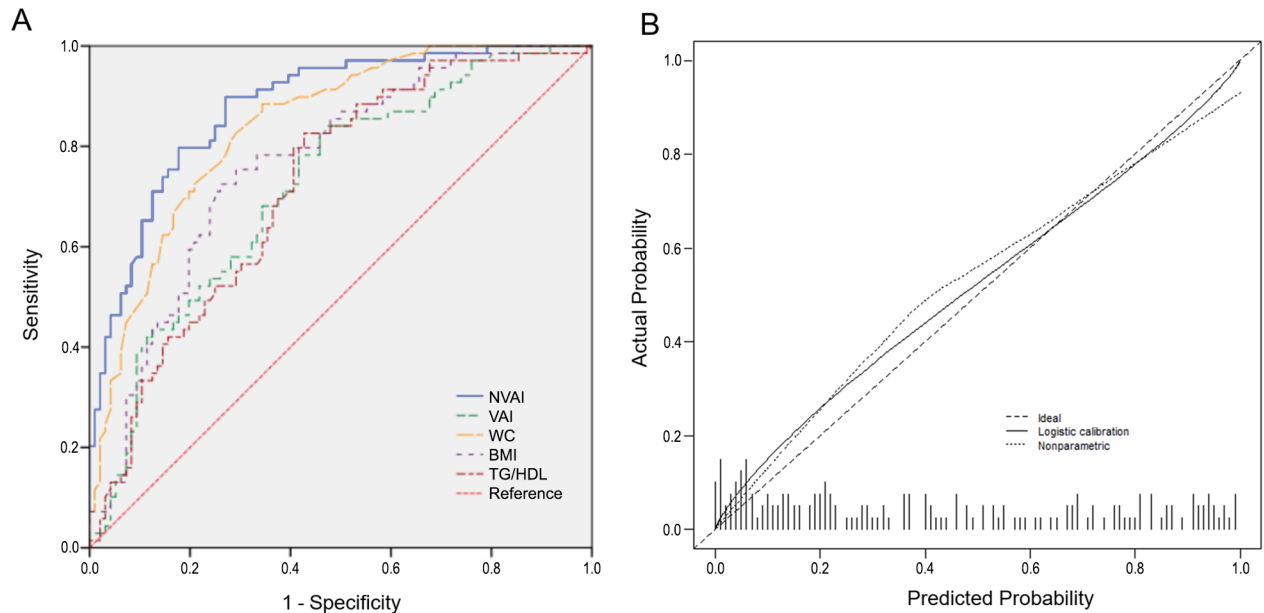 A
1.0
0.8
0.6
0.4
0.2
0.0
Sensitivity
NVAI
VAI
WC
BMI
TG/HDL
Reference
0.0 0.2 0.4 0.6 0.8 1.0
1 - Specificity
B
1.0
0.8
0.6
0.4
0.2
0.0
Actual Probability
Ideal
Logistic calibration
Nonparametric
0.0 0.2 0.4 0.6 0.8 1.0
Predicted Probability